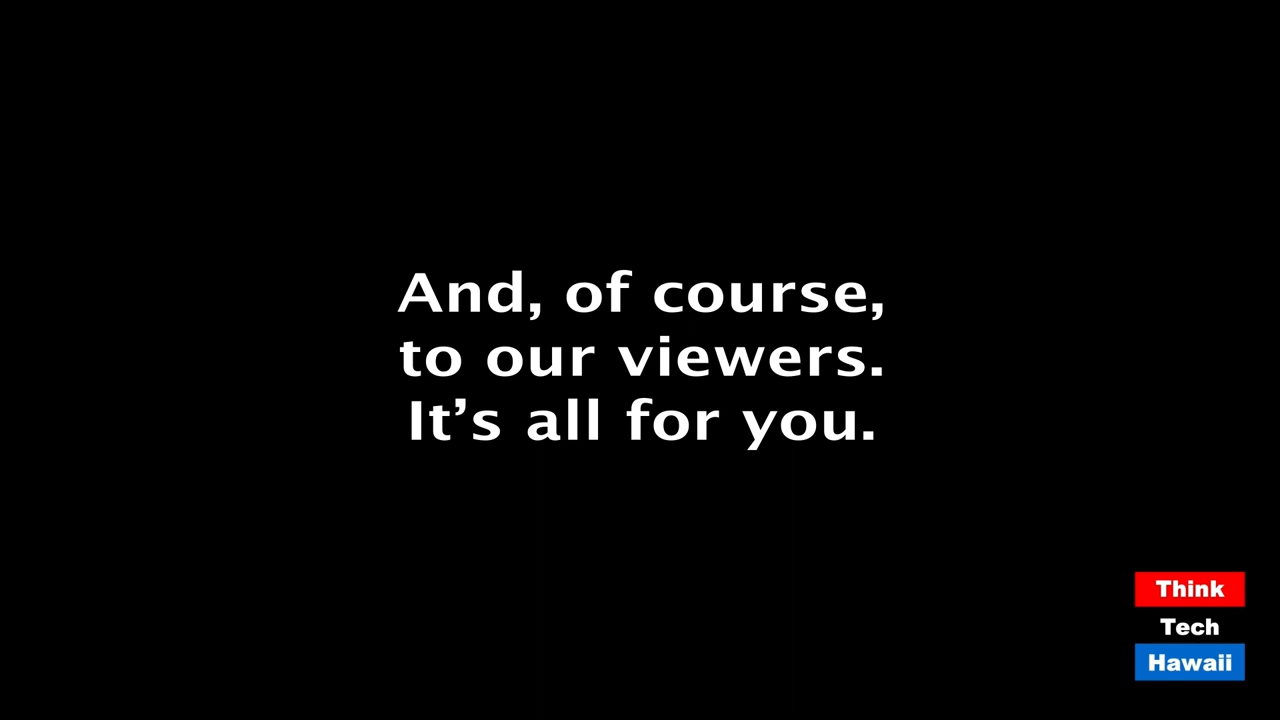 And, of course,
to our viewers.
It’s all for you.
Think
Tech
Hawaii